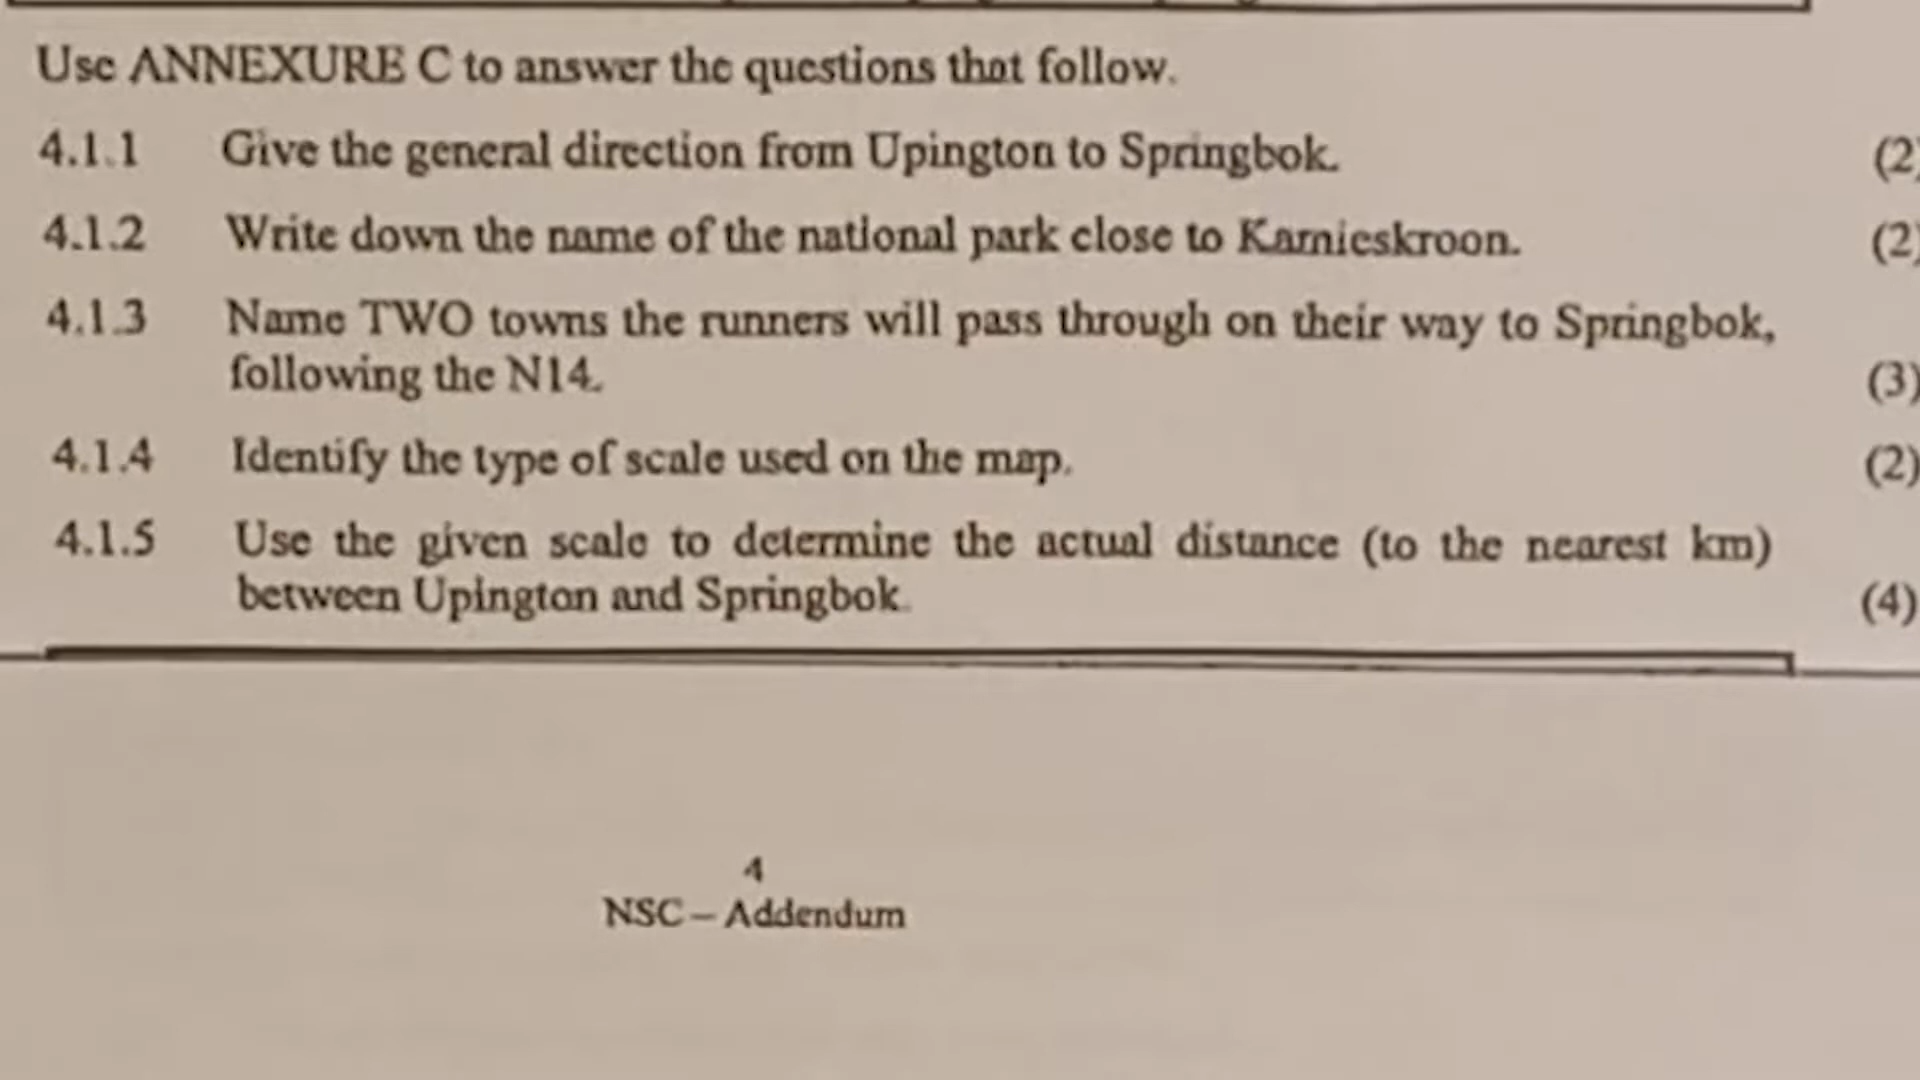 Use ANNEXURE C to answer the questions that follow.
4.1.1 Give the general direction from Upington to Springbok. (2)
4.1.2 Write down the name of the national park close to Kamieskroon. (2)
4.1.3 Name TWO towns the runners will pass through on their way to Springbok,
following the N14. (3)
4.1.4 Identify the type of scale used on the map. (2)
4.1.5 Use the given scale to determine the actual distance (to the nearest km)
between Upington and Springbok. (4)
4
NSC – Addendum